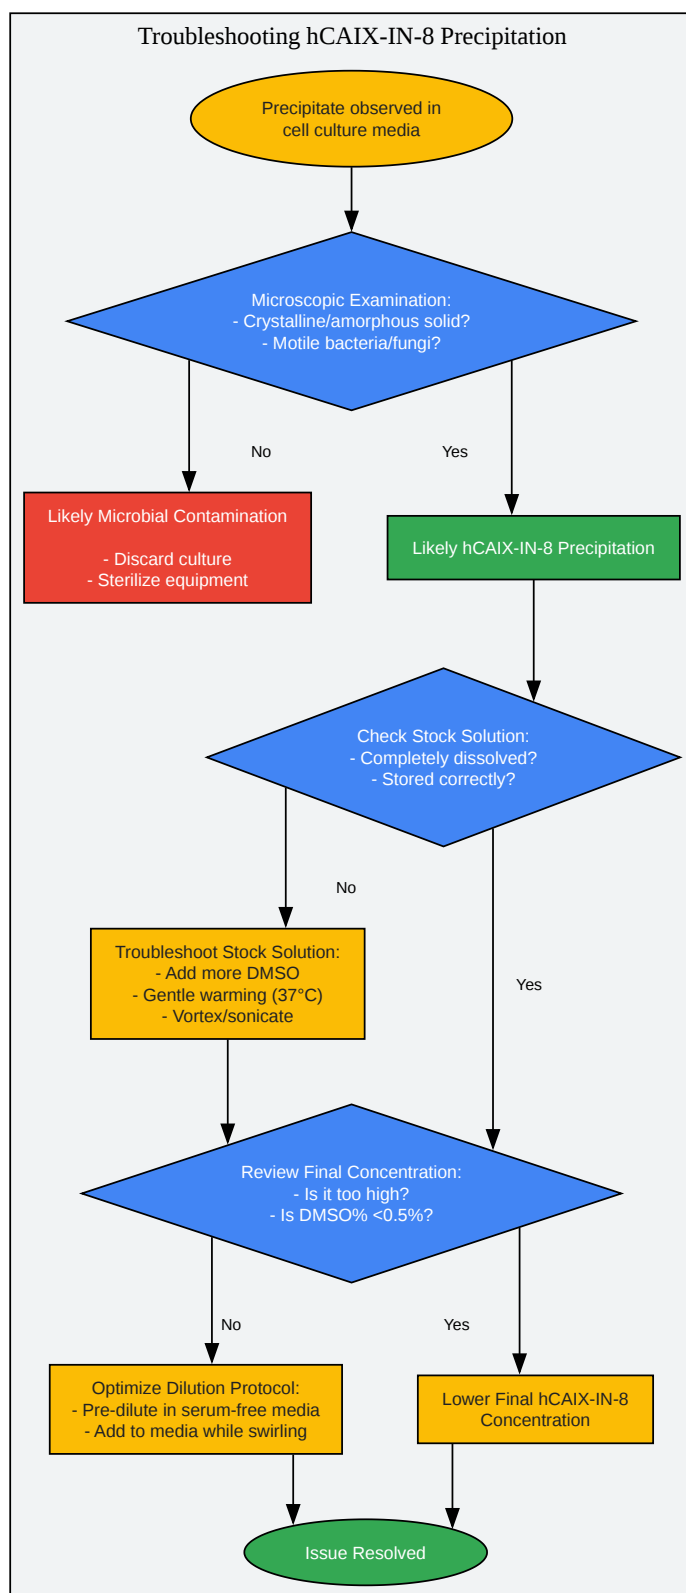 Troubleshooting hCAIX-IN-8 Precipitation
Precipitate observed in
cell culture media
Microscopic Examination:
- Crystalline/amorphous solid?
- Motile bacteria/fungi?
No
Yes
Likely Microbial Contamination
- Discard culture
- Sterilize equipment
Likely hCAIX-IN-8 Precipitation
Check Stock Solution:
- Completely dissolved?
- Stored correctly?
No
Troubleshoot Stock Solution:
- Add more DMSO
- Gentle warming (37°C)
- Vortex/sonicate
Yes
Review Final Concentration:
- Is it too high?
- Is DMSO% <0.5%?
No
Yes
Optimize Dilution Protocol:
- Pre-dilute in serum-free media
- Add to media while swirling
Lower Final hCAIX-IN-8
Concentration
Issue Resolved